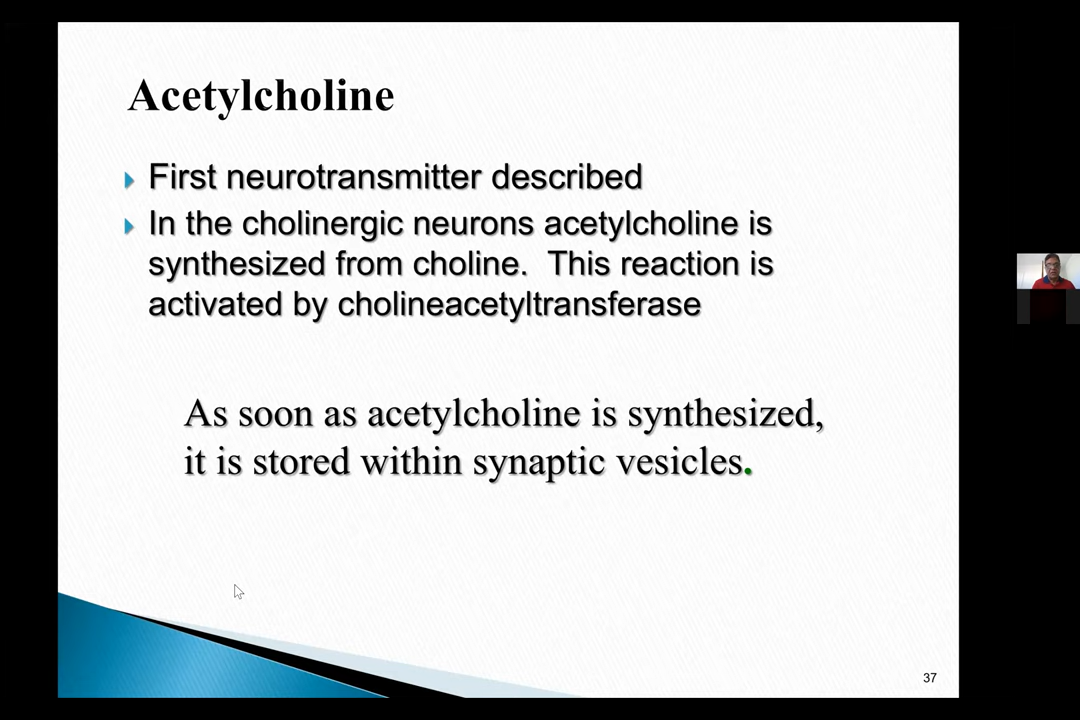 Acetylcholine
First neurotransmitter described
In the cholinergic neurons acetylcholine is
synthesized from choline. This reaction is
activated by cholineacetyltransferase
As soon as acetylcholine is synthesized,
it is stored within synaptic vesicles.
37